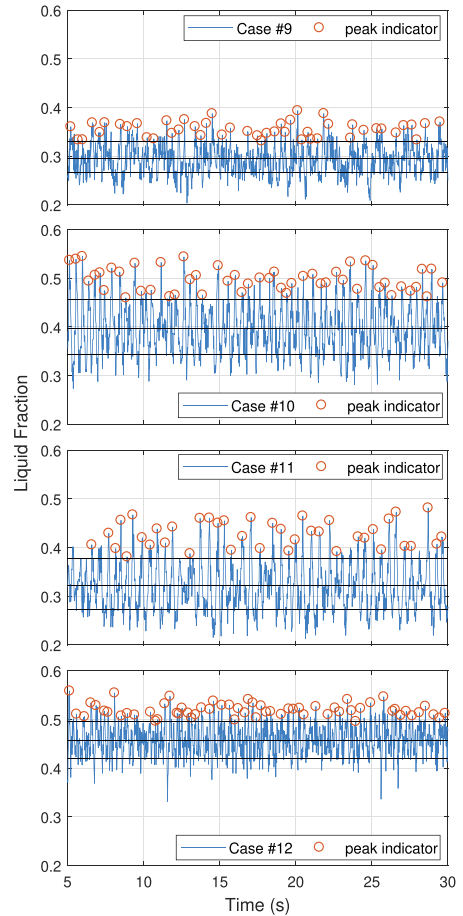 0.6
Case #9 peak indicator
0.5
0.4
0.3
0.2
0.6
0.5
0.4
0.3
Case #10 peak indicator
0.2
Liquid Fraction
0.6
Case #11 peak indicator
0.5
0.4
0.3
0.2
0.6
0.5
0.4
0.3
Case #12 peak indicator
0.2
5 10 15 20 25 30
Time (s)